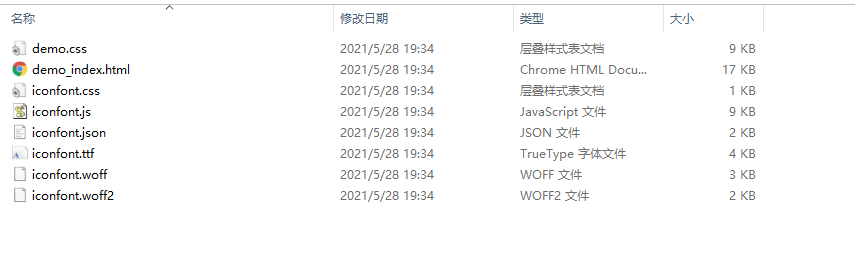 名称 修改日期 类型 大小
demo.css 2021/5/28 19:34 层叠样式表文档 9 KB
demo_index.html 2021/5/28 19:34 Chrome HTML Docu... 17 KB
iconfont.css 2021/5/28 19:34 层叠样式表文档 1 KB
iconfont.js 2021/5/28 19:34 JavaScript 文件 9 KB
iconfont.json 2021/5/28 19:34 JSON 文件 2 KB
iconfont.ttf 2021/5/28 19:34 TrueType 字体文件 4 KB
iconfont.woff 2021/5/28 19:34 WOFF 文件 3 KB
iconfont.woff2 2021/5/28 19:34 WOFF2 文件 2 KB